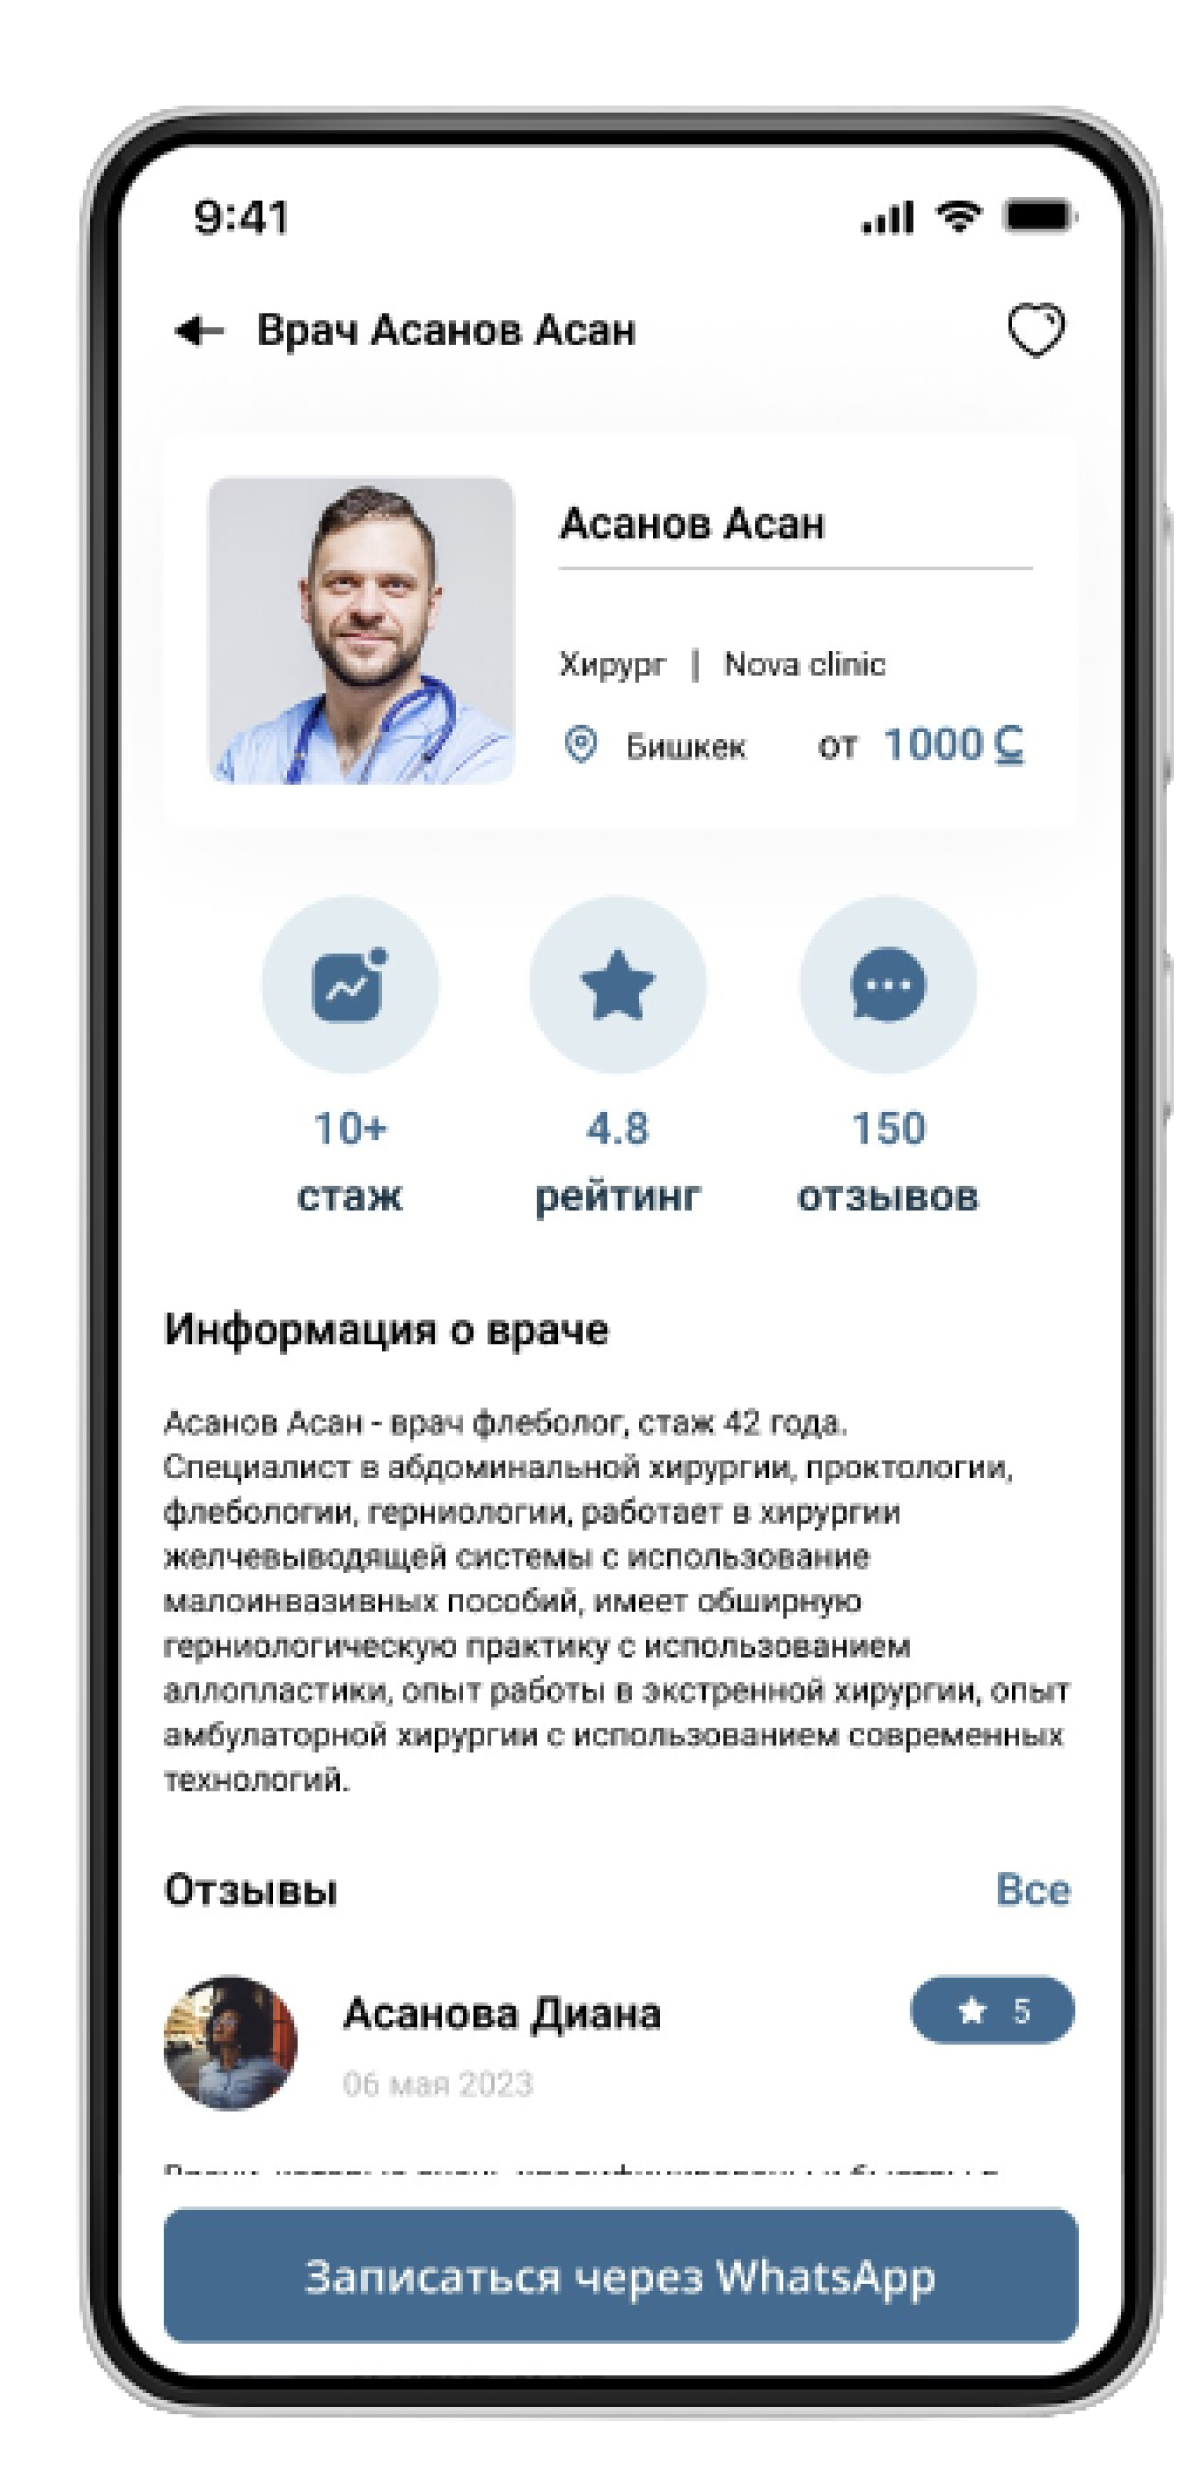 9:41
Врач Асанов Асан
Асанов Асан
Хирург | Nova clinic
Бишкек от 1000 С
10+ 4.8 150
стаж рейтинг отзывов
Информация о враче
Асанов Асан - врач флеболог, стаж 42 года.
Специалист в абдоминальной хирургии, проктологии,
флебологии, герниологии, работает в хирургии
желчевыводящей системы с использование
малоинвазивных пособий, имеет обширную
герниологическую практику с использованием
аллопластики, опыт работы в экстренной хирургии, опыт
амбулаторной хирургии с использованием современных
технологий.
Отзывы Все
Асанова Диана 5
06 мая 2023
Записаться через WhatsApp